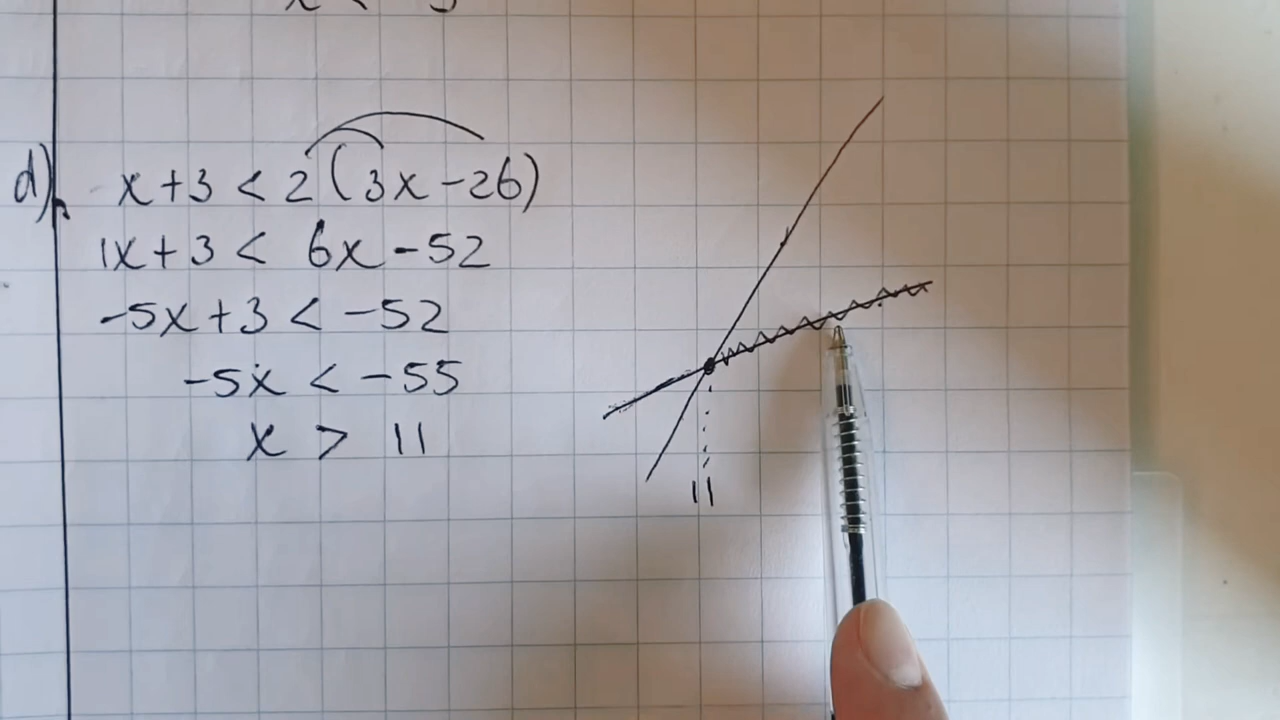 d) x + 3 < 2(3x - 26)
1x + 3 < 6x - 52
-5x + 3 < -52
-5x < -55
x > 11
11